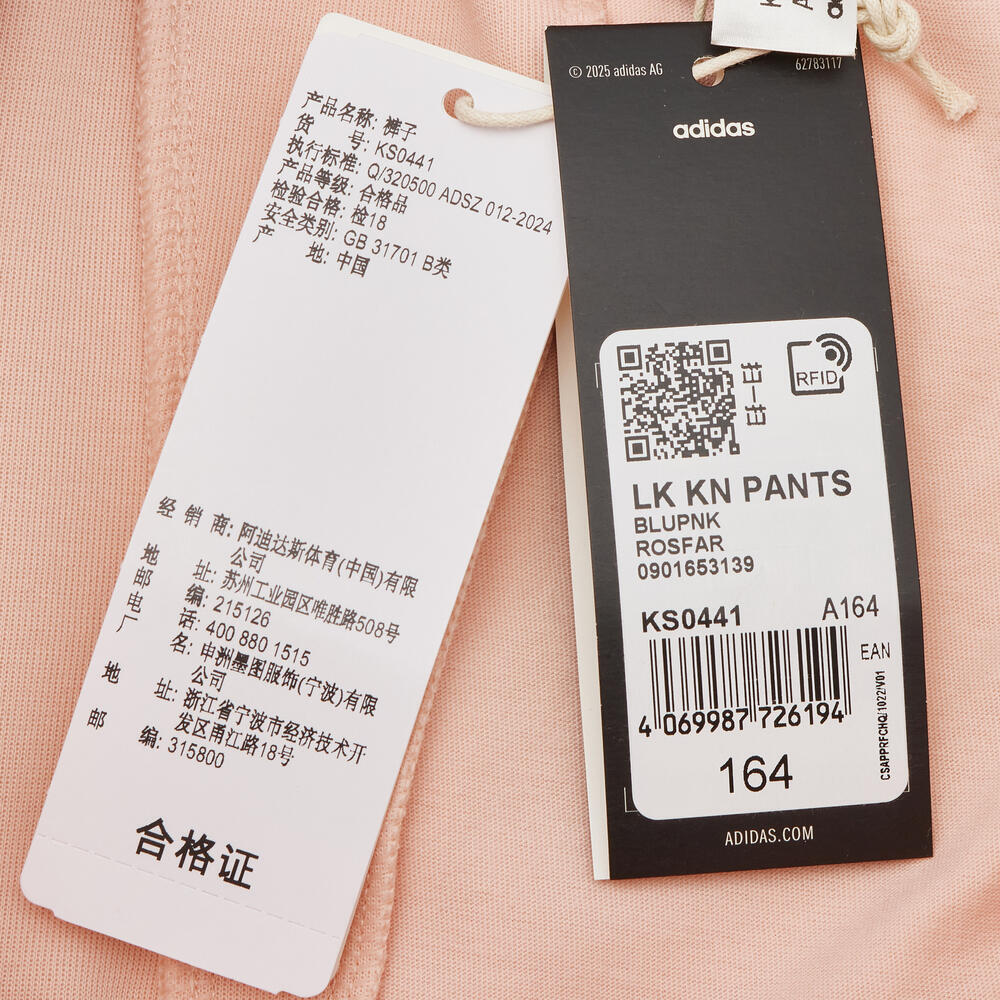 产品名称: 裤子
货 号: KS0441
执行标准: Q/320500 ADSZ 012-2024
产品等级: 合格品
检验合格: 检18
安全类别: GB 31701 B类
产 地: 中国
经 销 商: 阿迪达斯体育(中国)有限
公司
地 址: 苏州工业园区唯胜路508号
邮 编: 215126
电 话: 400 880 1515
厂 名: 申洲墨图服饰(宁波)有限
公司
地 址: 浙江省宁波市经济技术开
发区甬江路18号
邮 编: 315800
合格证
© 2025 adidas AG
62783117
adidas
RFID
LK KN PANTS
BLUPNK
ROSFAR
0901653139
KS0441 A164
EAN
4 069987 726194
CSAPPRFCHQ/1022/V01
164
ADIDAS.COM